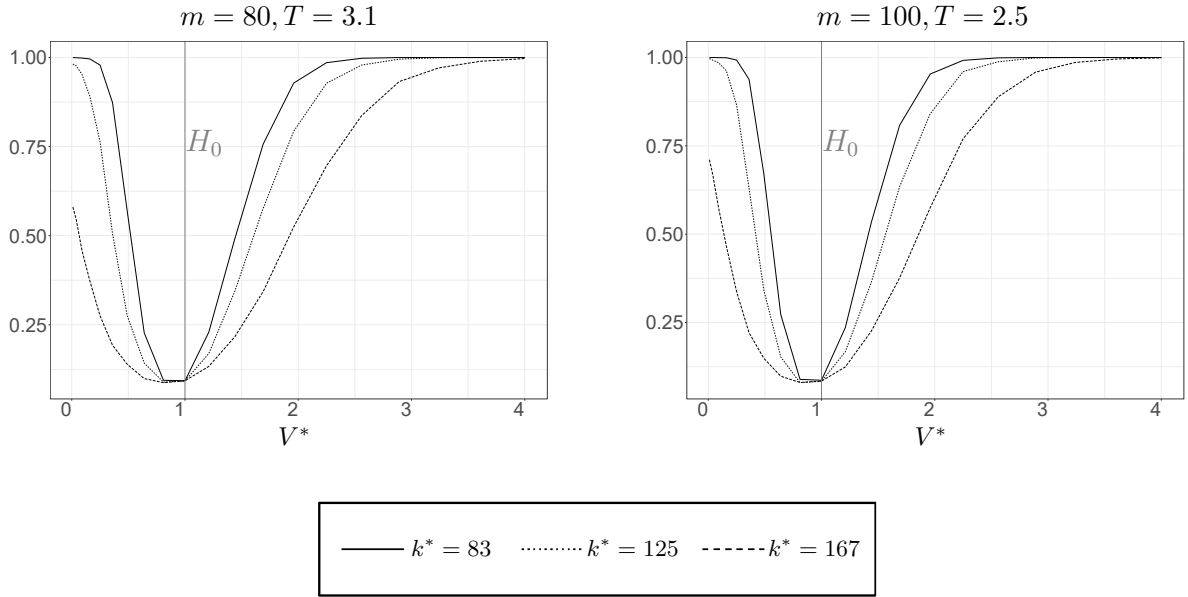 m = 80, T = 3.1
1.00
0.75
0.50
0.25
H₀
0 1 2 3 4
V*
m = 100, T = 2.5
1.00
0.75
0.50
0.25
H₀
0 1 2 3 4
V*
k* = 83 k* = 125 k* = 167